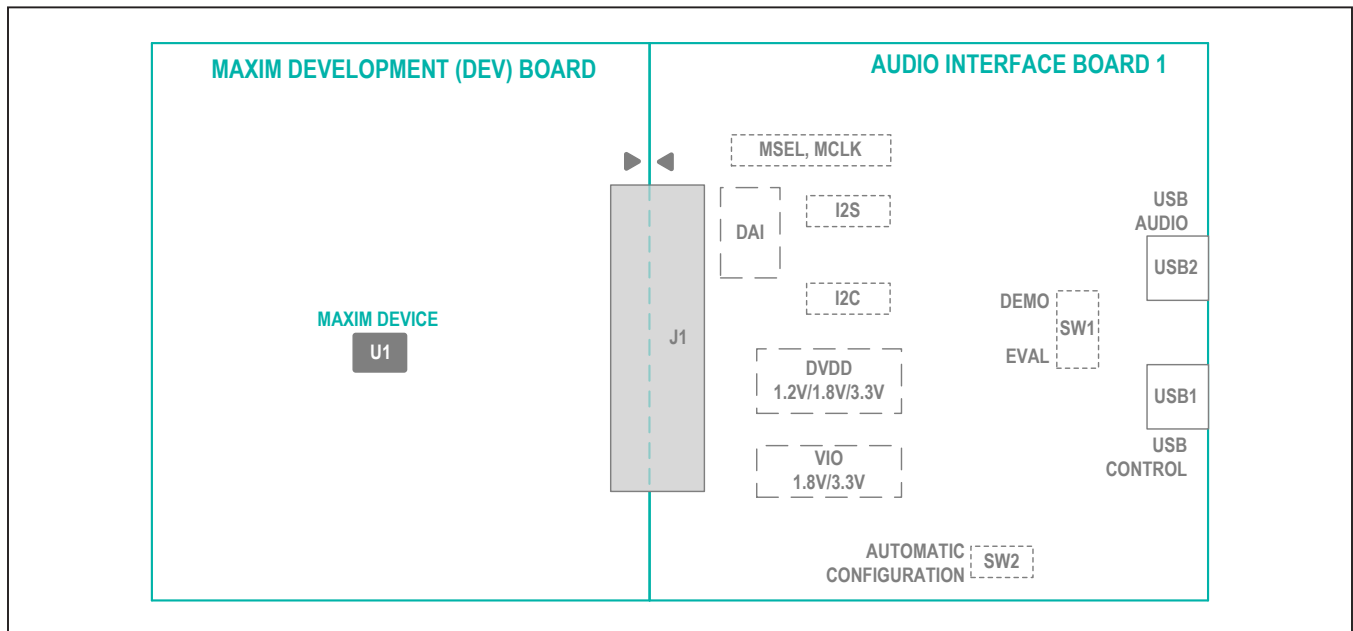 MAXIM DEVELOPMENT (DEV) BOARD
AUDIO INTERFACE BOARD 1
MSEL, MCLK
DAI
I2S
USB
AUDIO
USB2
I2C
DEMO
SW1
EVAL
MAXIM DEVICE
U1
J1
DVDD
1.2V/1.8V/3.3V
USB1
USB
CONTROL
VIO
1.8V/3.3V
AUTOMATIC
CONFIGURATION
SW2